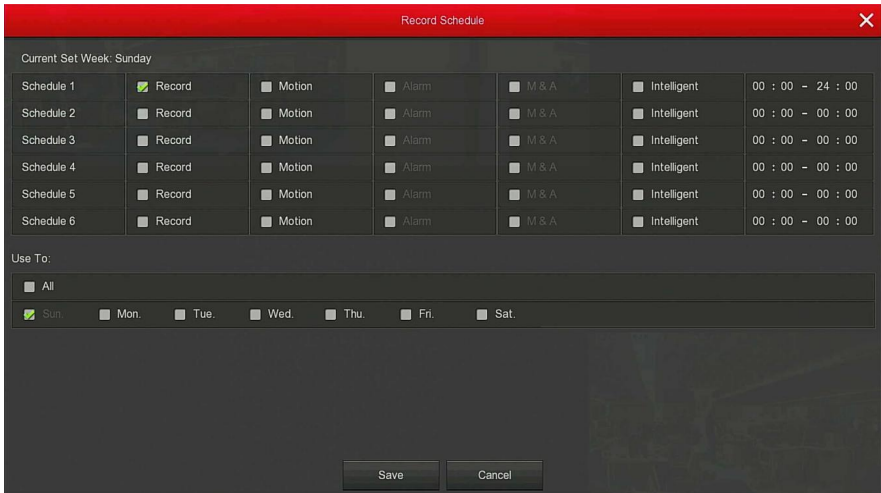 Record Schedule
Current Set Week: Sunday
Schedule 1 Record Motion Alarm M & A Intelligent 00 : 00 - 24 : 00
Schedule 2 Record Motion Alarm M & A Intelligent 00 : 00 - 00 : 00
Schedule 3 Record Motion Alarm M & A Intelligent 00 : 00 - 00 : 00
Schedule 4 Record Motion Alarm M & A Intelligent 00 : 00 - 00 : 00
Schedule 5 Record Motion Alarm M & A Intelligent 00 : 00 - 00 : 00
Schedule 6 Record Motion Alarm M & A Intelligent 00 : 00 - 00 : 00
Use To:
All
Sun. Mon. Tue. Wed. Thu. Fri. Sat.
Save Cancel